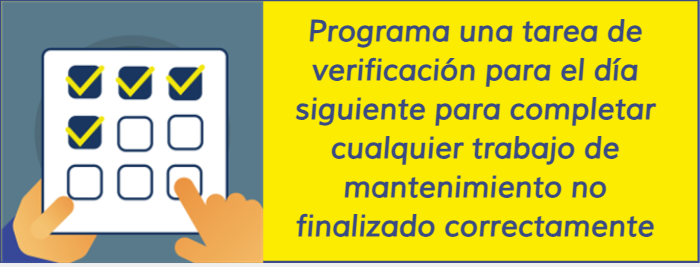 Programa una tarea de
verificación para el día
siguiente para completar
cualquier trabajo de
mantenimiento no
finalizado correctamente